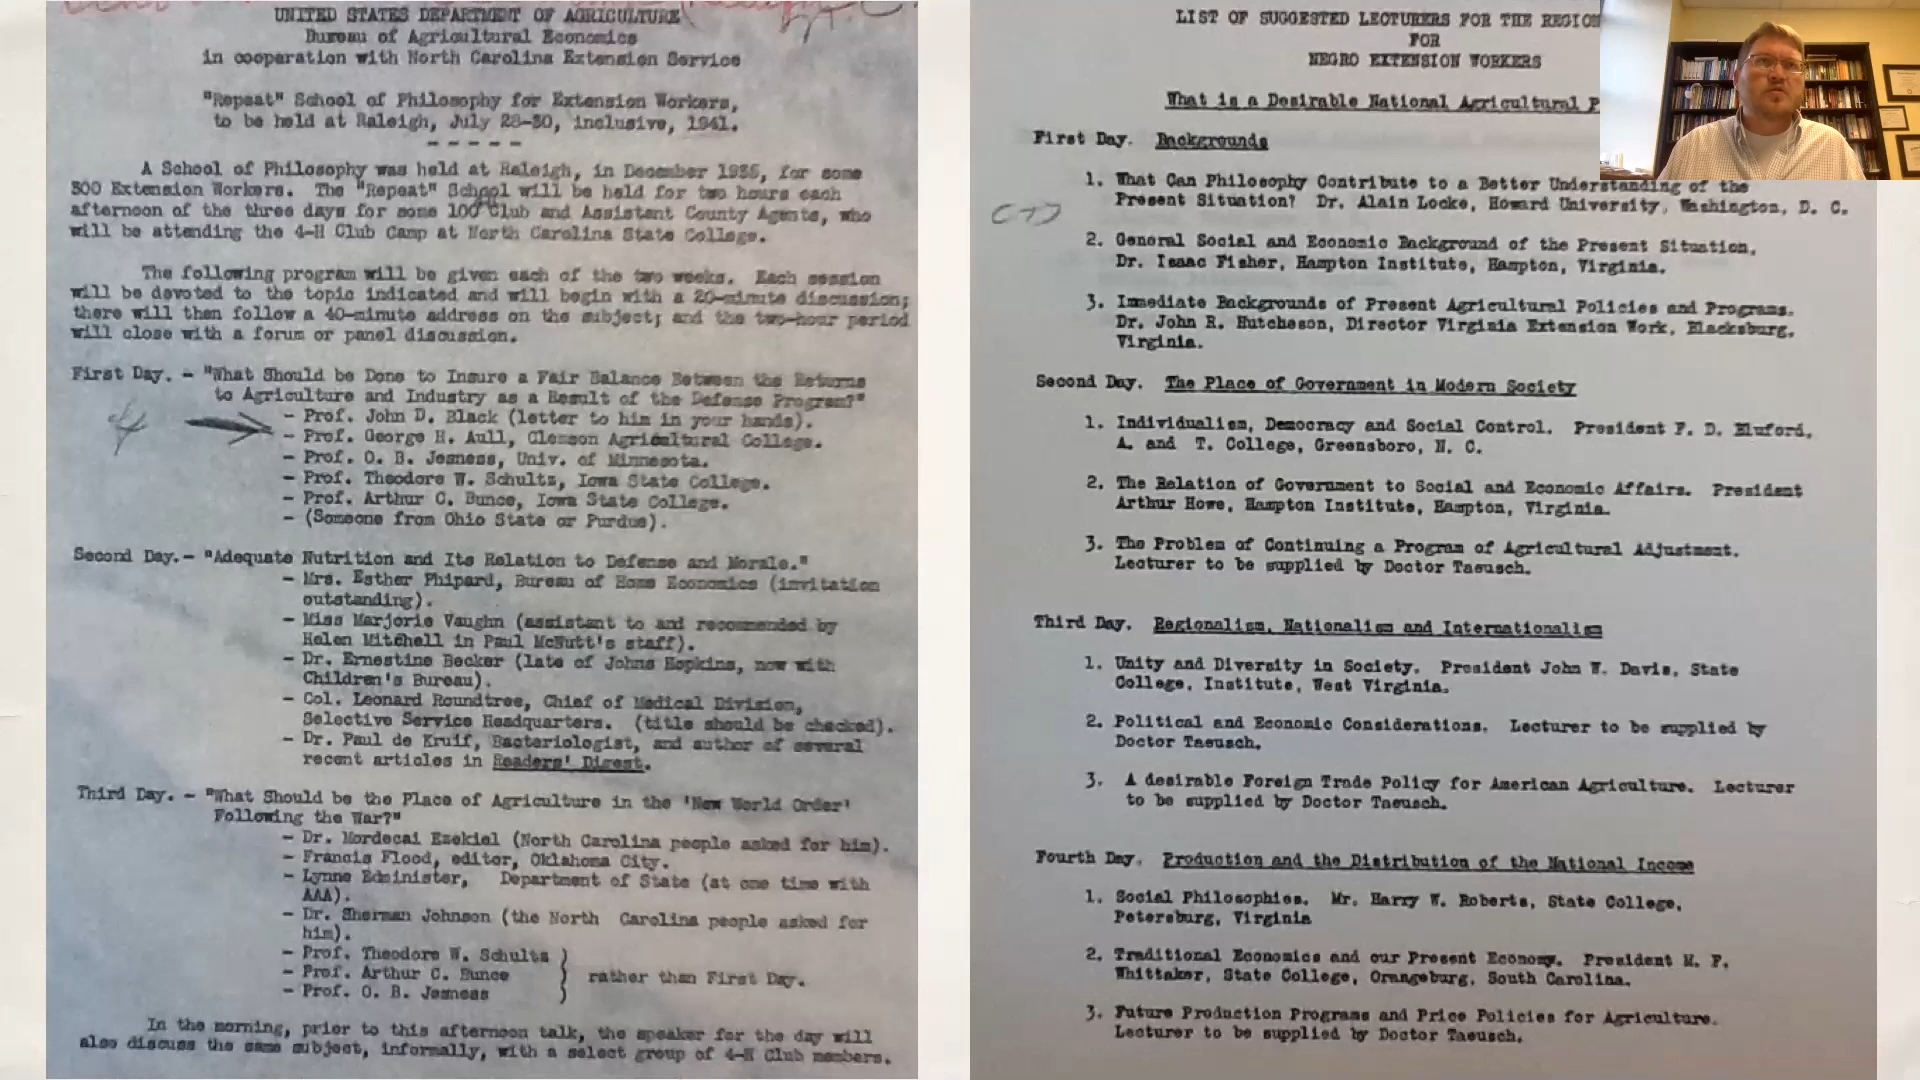 UNITED STATES DEPARTMENT OF AGRICULTURE
Bureau of Agricultural Economics
in cooperation with North Carolina Extension Service
"Repeat" School of Philosophy for Extension Workers,
to be held at Raleigh, July 28-30, inclusive, 1941.
- - - - -
A School of Philosophy was held at Raleigh, in December 1936, for some
300 Extension Workers. The "Repeat" School will be held for two hours each
afternoon of the three days for some 100 Club and Assistant County Agents, who
will be attending the 4-H Club Camp at North Carolina State College.
The following program will be given each of the two weeks. Each session
will be devoted to the topic indicated and will begin with a 20-minute discussion;
there will then follow a 40-minute address on the subject; and the two-hour period
will close with a forum or panel discussion.
First Day. - "What Should be Done to Insure a Fair Balance Between the Returns
to Agriculture and Industry as a Result of the Defense Program?"
- Prof. John D. Black (letter to him in your hands).
- Prof. George H. Aull, Clemson Agricultural College.
- Prof. O. B. Jesness, Univ. of Minnesota.
- Prof. Theodore W. Schultz, Iowa State College.
- Prof. Arthur C. Bunce, Iowa State College.
- (Someone from Ohio State or Purdue).
Second Day.- "Adequate Nutrition and Its Relation to Defense and Morale."
- Mrs. Esther Phipard, Bureau of Home Economics (invitation
outstanding).
- Miss Marjorie Vaughn (assistant to and recommended by
Helen Mitchell in Paul McNutt's staff).
- Dr. Ernestine Becker (late of Johns Hopkins, now with
Children's Bureau).
- Col. Leonard Roundtree, Chief of Medical Division,
Selective Service Headquarters. (title should be checked).
- Dr. Paul de Kruif, Bacteriologist, and author of several
recent articles in Readers' Digest.
Third Day. - "What Should be the Place of Agriculture in the 'New World Order'
Following the War?"
- Dr. Mordecai Ezekiel (North Carolina people asked for him).
- Francis Flood, editor, Oklahoma City.
- Lynne Edminister, Department of State (at one time with
AAA).
- Dr. Sherman Johnson (the North Carolina people asked for
him).
- Prof. Theodore W. Schultz
- Prof. Arthur C. Bunce } rather than First Day.
- Prof. O. B. Jesness
In the morning, prior to this afternoon talk, the speaker for the day will
also discuss the same subject, informally, with a select group of 4-H Club members.
LIST OF SUGGESTED LECTURERS FOR THE REGION
FOR
NEGRO EXTENSION WORKERS
What is a Desirable National Agricultural P
First Day. Backgrounds
1. What Can Philosophy Contribute to a Better Understanding of the
Present Situation? Dr. Alain Locke, Howard University, Washington, D. C.
2. General Social and Economic Background of the Present Situation.
Dr. Isaac Fisher, Hampton Institute, Hampton, Virginia.
3. Immediate Backgrounds of Present Agricultural Policies and Programs.
Dr. John R. Hutcheson, Director Virginia Extension Work, Blacksburg,
Virginia.
Second Day. The Place of Government in Modern Society
1. Individualism, Democracy and Social Control. President F. D. Bluford,
A. and T. College, Greensboro, N. C.
2. The Relation of Government to Social and Economic Affairs. President
Arthur Howe, Hampton Institute, Hampton, Virginia.
3. The Problem of Continuing a Program of Agricultural Adjustment.
Lecturer to be supplied by Doctor Taeusch.
Third Day. Regionalism, Nationalism and Internationalism
1. Unity and Diversity in Society. President John W. Davis, State
College, Institute, West Virginia.
2. Political and Economic Considerations. Lecturer to be supplied by
Doctor Taeusch.
3. A desirable Foreign Trade Policy for American Agriculture. Lecturer
to be supplied by Doctor Taeusch.
Fourth Day. Production and the Distribution of the National Income
1. Social Philosophies. Mr. Harry W. Roberts, State College,
Petersburg, Virginia
2. Traditional Economics and our Present Economy. President M. F.
Whittaker, State College, Orangeburg, South Carolina.
3. Future Production Programs and Price Policies for Agriculture.
Lecturer to be supplied by Doctor Taeusch.